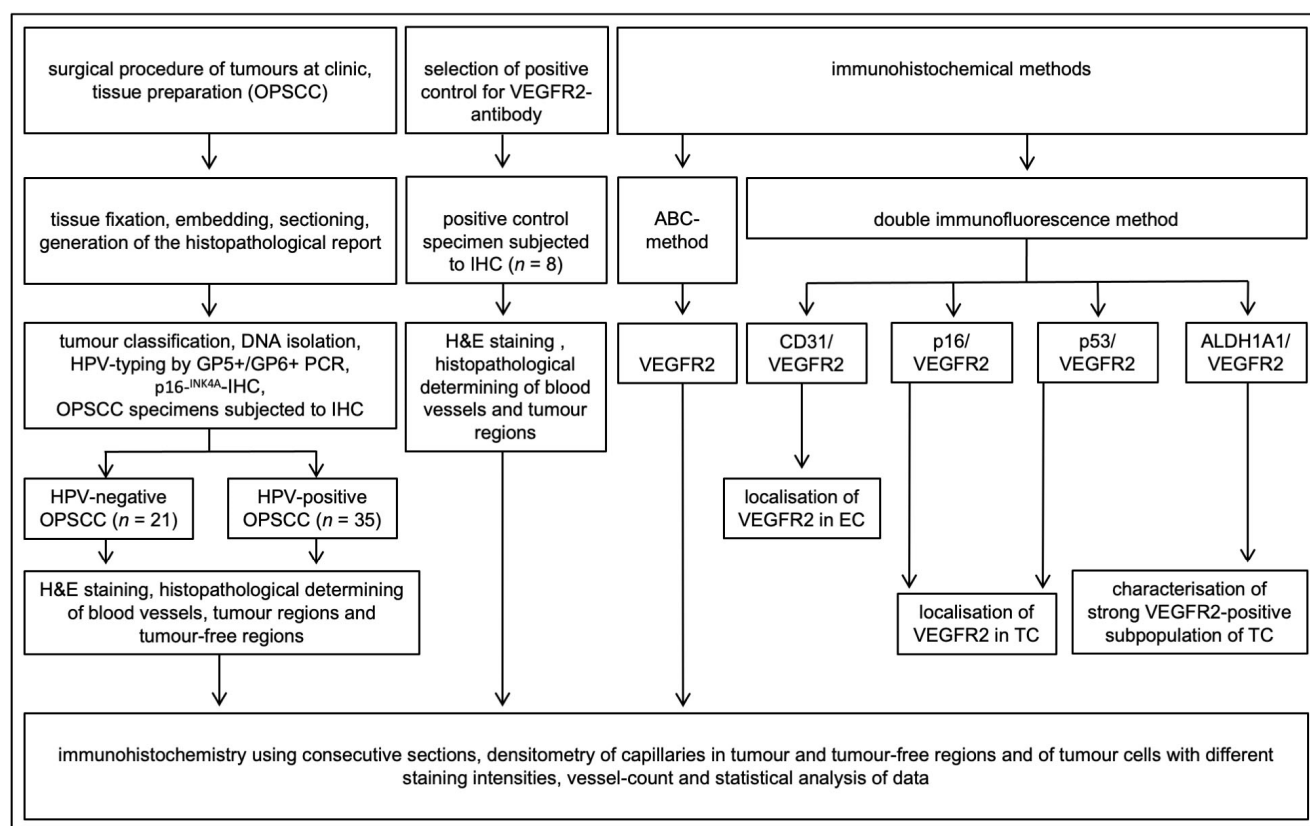 surgical procedure of tumours at clinic,
tissue preparation (OPSCC)
selection of positive
control for VEGFR2-
antibody
immunohistochemical methods
tissue fixation, embedding, sectioning,
generation of the histopathological report
positive control
specimen subjected
to IHC (n = 8)
ABC-
method
double immunofluorescence method
tumour classification, DNA isolation,
HPV-typing by GP5+/GP6+ PCR,
p16-INK4A-IHC,
OPSCC specimens subjected to IHC
H&E staining ,
histopathological
determining of blood
vessels and tumour
regions
VEGFR2
CD31/
VEGFR2
p16/
VEGFR2
p53/
VEGFR2
ALDH1A1/
VEGFR2
HPV-negative
OPSCC (n = 21)
HPV-positive
OPSCC (n = 35)
localisation of
VEGFR2 in EC
H&E staining, histopathological determining
of blood vessels, tumour regions and
tumour-free regions
localisation of
VEGFR2 in TC
characterisation of
strong VEGFR2-positive
subpopulation of TC
immunohistochemistry using consecutive sections, densitometry of capillaries in tumour and tumour-free regions and of tumour cells with different
staining intensities, vessel-count and statistical analysis of data